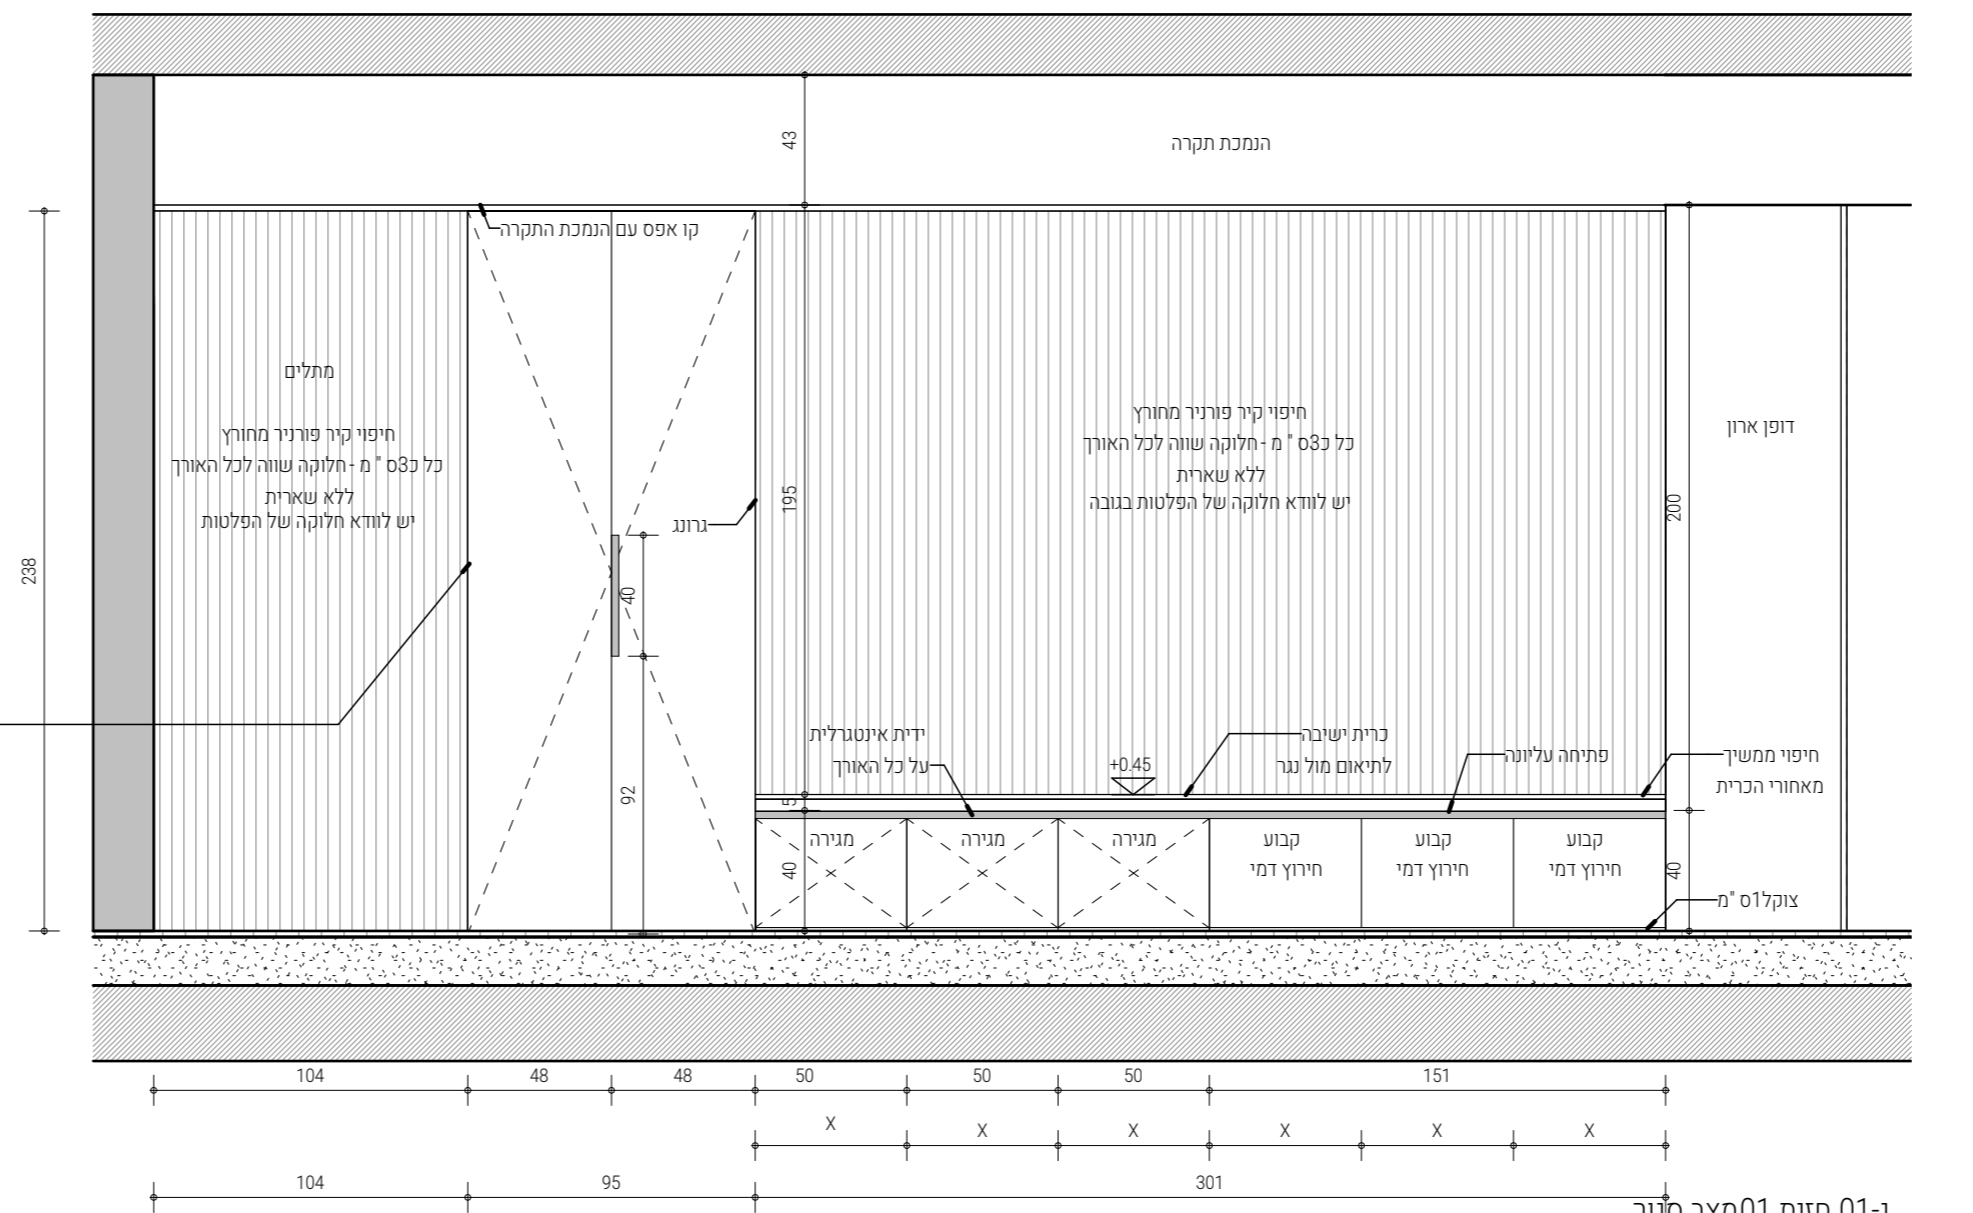 43
הנמכת תקרה
קו אפס עם הנמכת התקרה
מתלים
חיפוי קיר פורניר מחורץ
כל כ3ס " מ - חלוקה שווה לכל האורך
ללא שארית
יש לוודא חלוקה של הפלטות
חיפוי קיר פורניר מחורץ
כל כ3ס " מ - חלוקה שווה לכל האורך
ללא שארית
יש לוודא חלוקה של הפלטות בגובה
דופן ארון
גרונג
195
200
238
40
92
ידית אינטגרלית
על כל האורך
+0.45
כרית ישיבה
לתיאום מול נגר
פתיחה עליונה
חיפוי ממשיך
מאחורי הכרית
5
מגירה
מגירה
מגירה
קבוע
חירוץ דמי
קבוע
חירוץ דמי
קבוע
חירוץ דמי
40
40
צוקל1ס "מ
104 48 48 50 50 50 151
X X X X X X
104 95 301